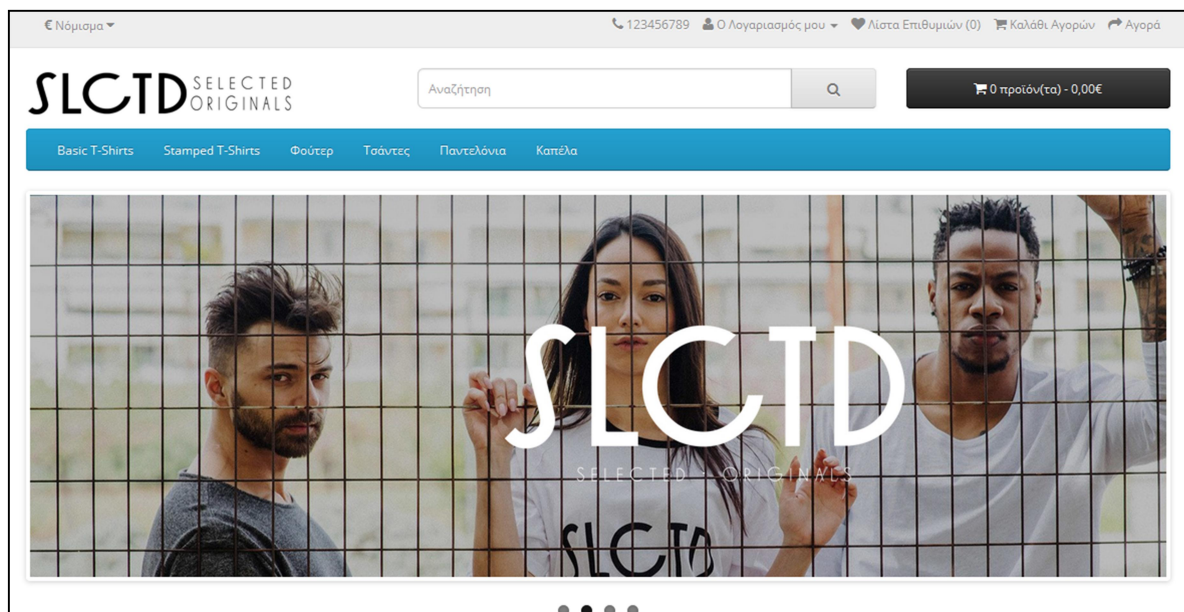 € Νόμισμα
123456789 Ο Λογαριασμός μου Λίστα Επιθυμιών (0) Καλάθι Αγορών Αγορά
SLCTD SELECTED
ORIGINALS
Αναζήτηση
0 προϊόν(τα) - 0,00€
Basic T-Shirts Stamped T-Shirts Φούτερ Τσάντες Παντελόνια Καπέλα
SLCTD
SELECTED · ORIGINALS
SLCTD